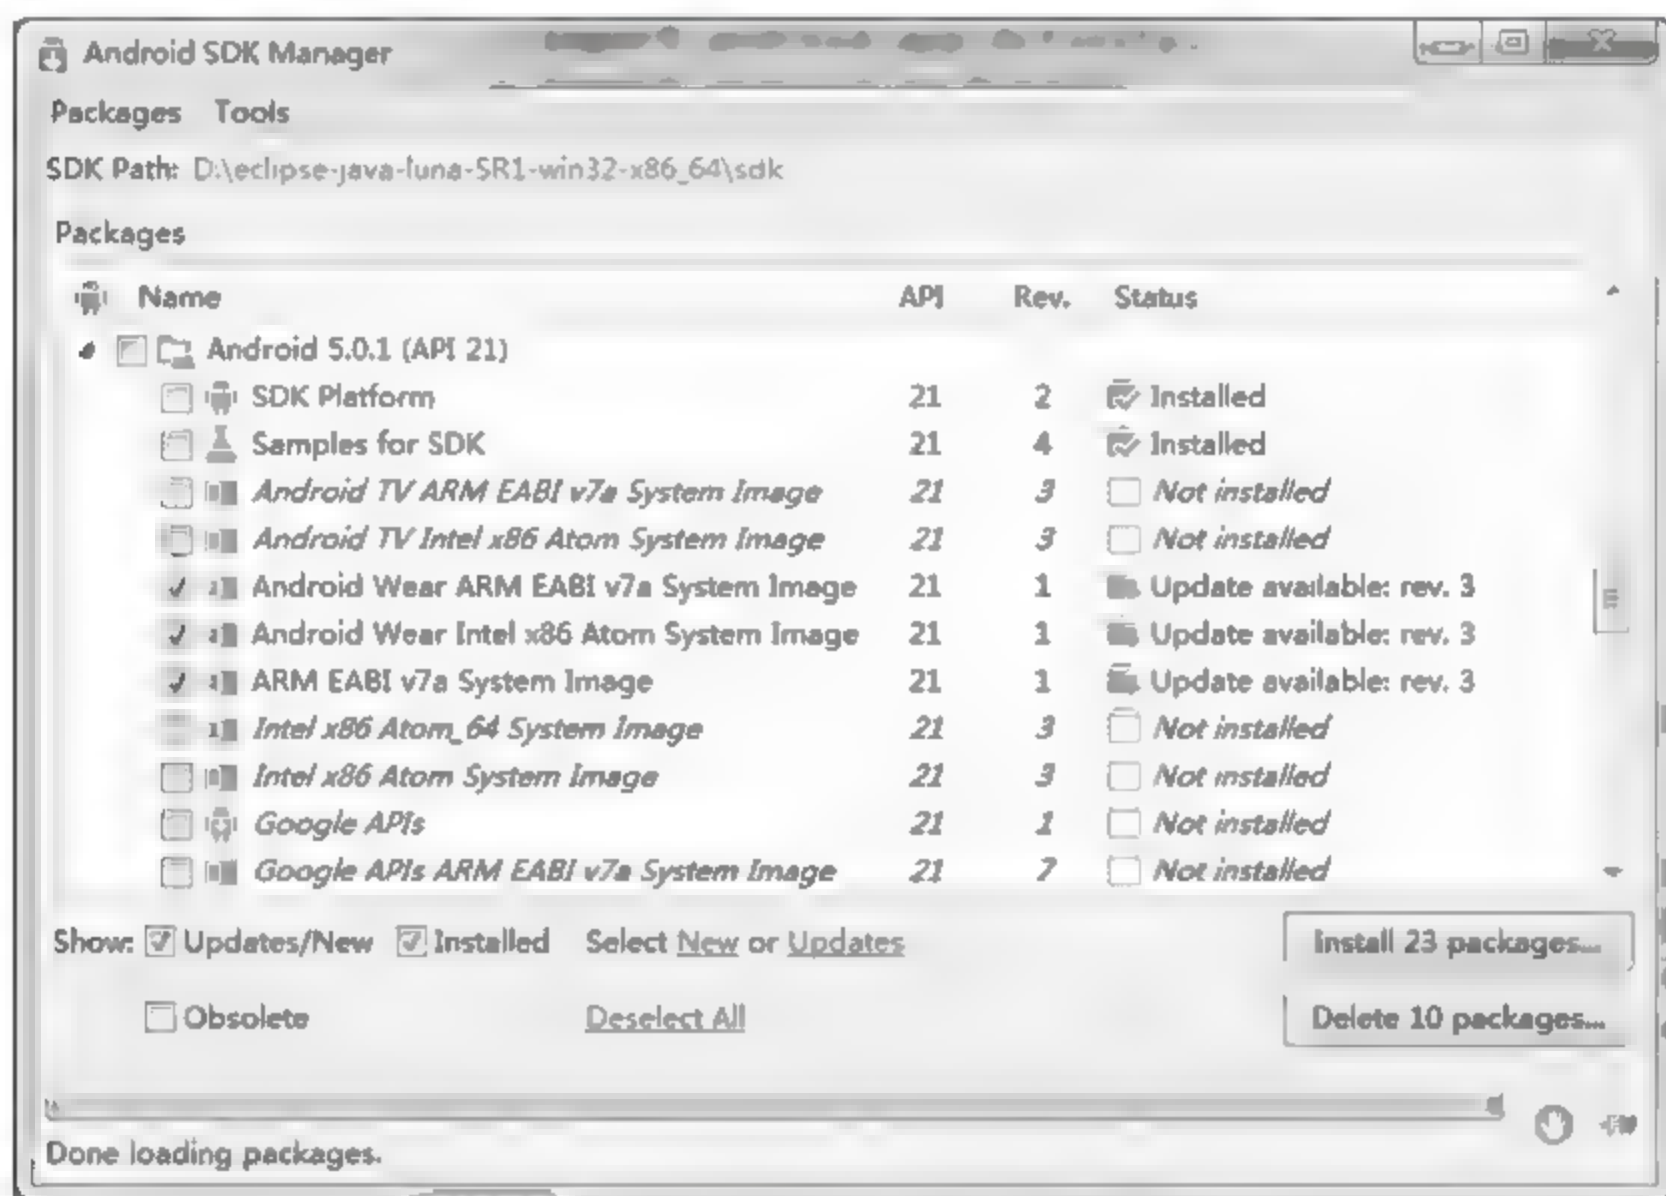 Android SDK Manager
Packages Tools
SDK Path: D:\eclipse-java-luna-SR1-win32-x86_64\sdk
Packages
Name API Rev. Status
Android 5.0.1 (API 21)
SDK Platform 21 2 Installed
Samples for SDK 21 4 Installed
Android TV ARM EABI v7a System Image 21 3 Not installed
Android TV Intel x86 Atom System Image 21 3 Not installed
Android Wear ARM EABI v7a System Image 21 1 Update available: rev. 3
Android Wear Intel x86 Atom System Image 21 1 Update available: rev. 3
ARM EABI v7a System Image 21 1 Update available: rev. 3
Intel x86 Atom_64 System Image 21 3 Not installed
Intel x86 Atom System Image 21 3 Not installed
Google APIs 21 1 Not installed
Google APIs ARM EABI v7a System Image 21 7 Not installed
Show: Updates/New Installed Select New or Updates Install 23 packages...
Obsolete Deselect All Delete 10 packages...
Done loading packages.